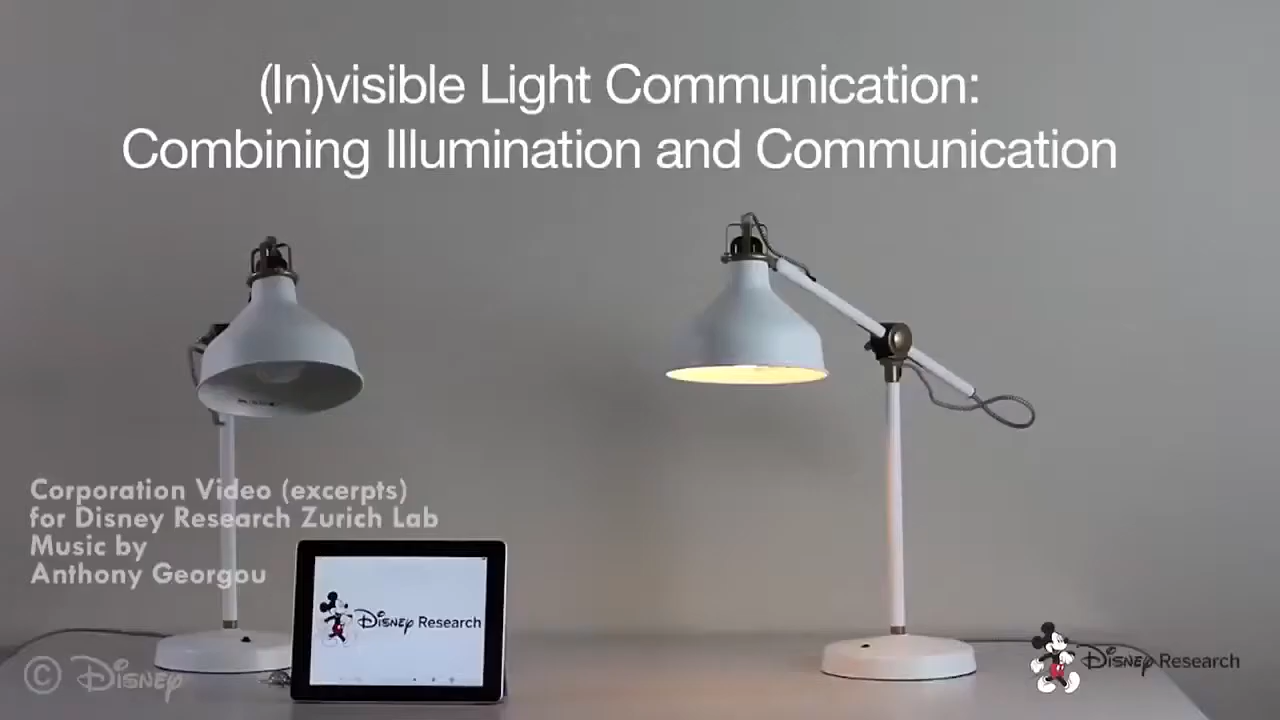 (In)visible Light Communication:
Combining Illumination and Communication
Corporation Video (excerpts)
for Disney Research Zurich Lab
Music by
Anthony Georgou
Disney Research
© Disney
Disney Research